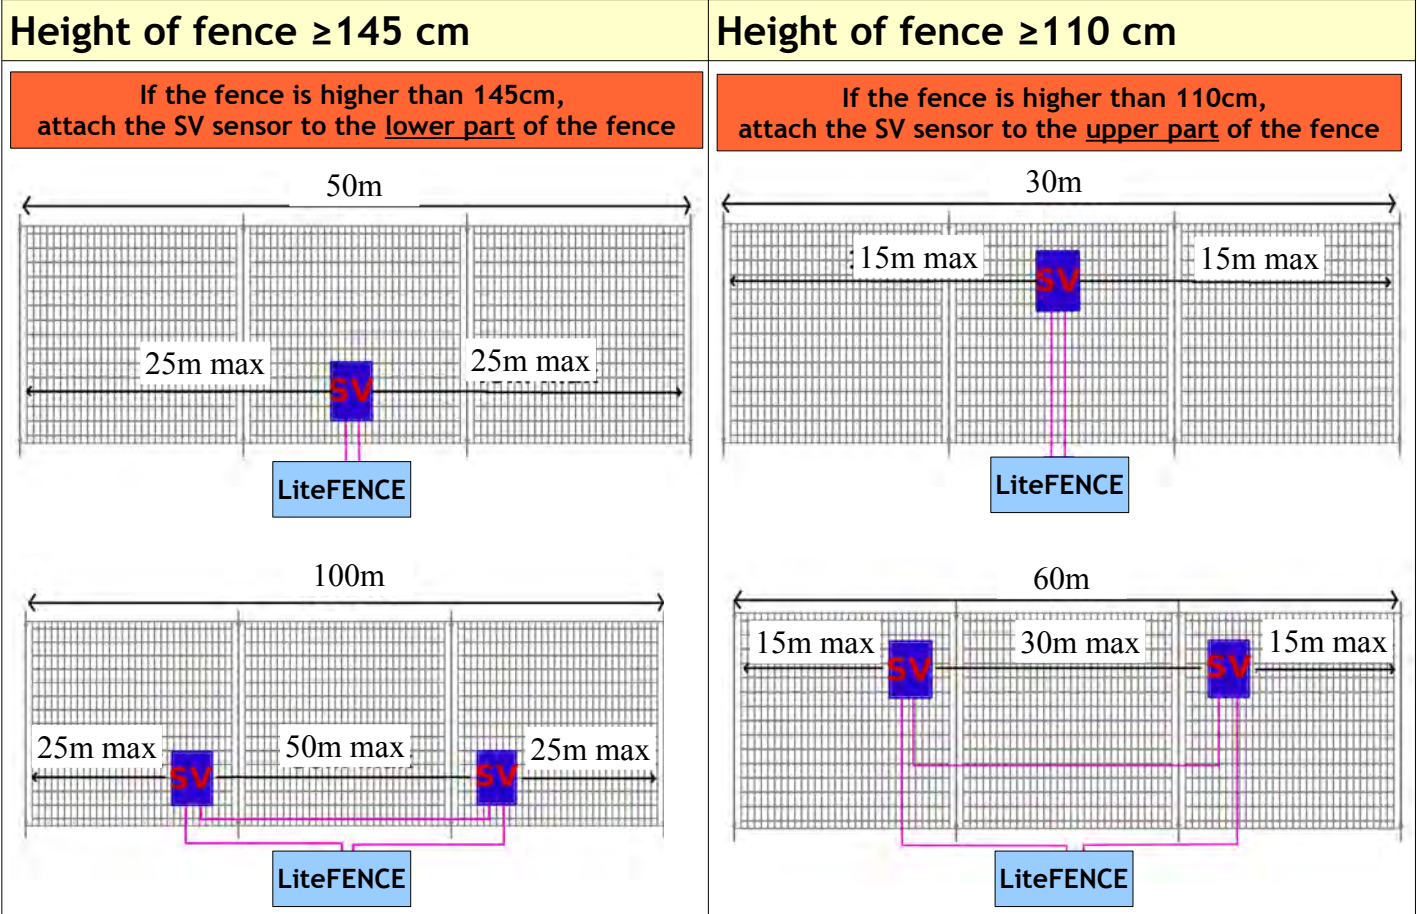 Height of fence ≥145 cm
If the fence is higher than 145cm,
attach the SV sensor to the lower part of the fence
50m
25m max
25m max
SV
LiteFENCE
100m
25m max
50m max
25m max
SV
SV
LiteFENCE
Height of fence ≥110 cm
If the fence is higher than 110cm,
attach the SV sensor to the upper part of the fence
30m
:15m max
15m max
SV
LiteFENCE
60m
15m max
30m max
15m max
SV
SV
LiteFENCE